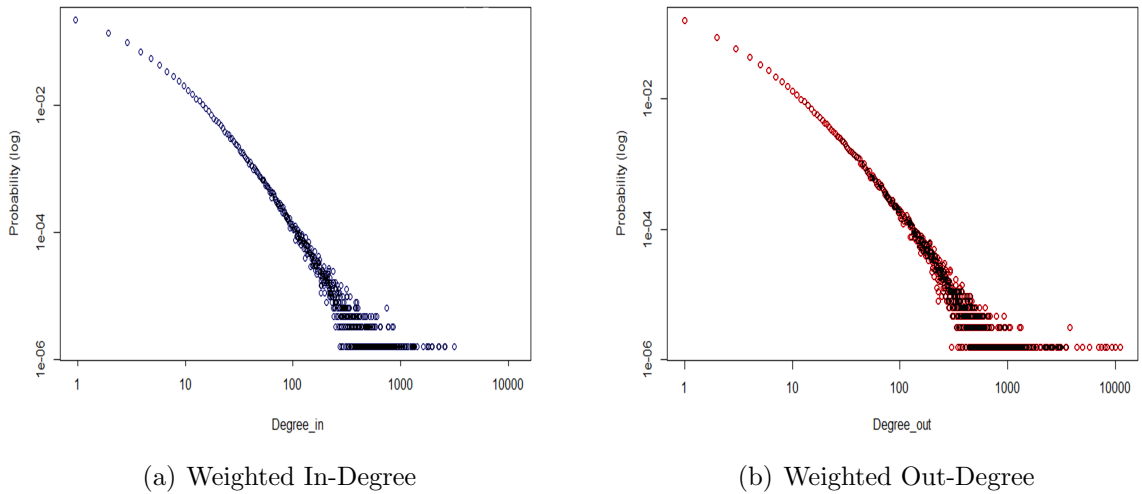 Probability (log)
1e-02
1e-04
1e-06
1 10 100 1000 10000
Degree_in
(a) Weighted In-Degree
Probability (log)
1e-02
1e-04
1e-06
1 10 100 1000 10000
Degree_out
(b) Weighted Out-Degree